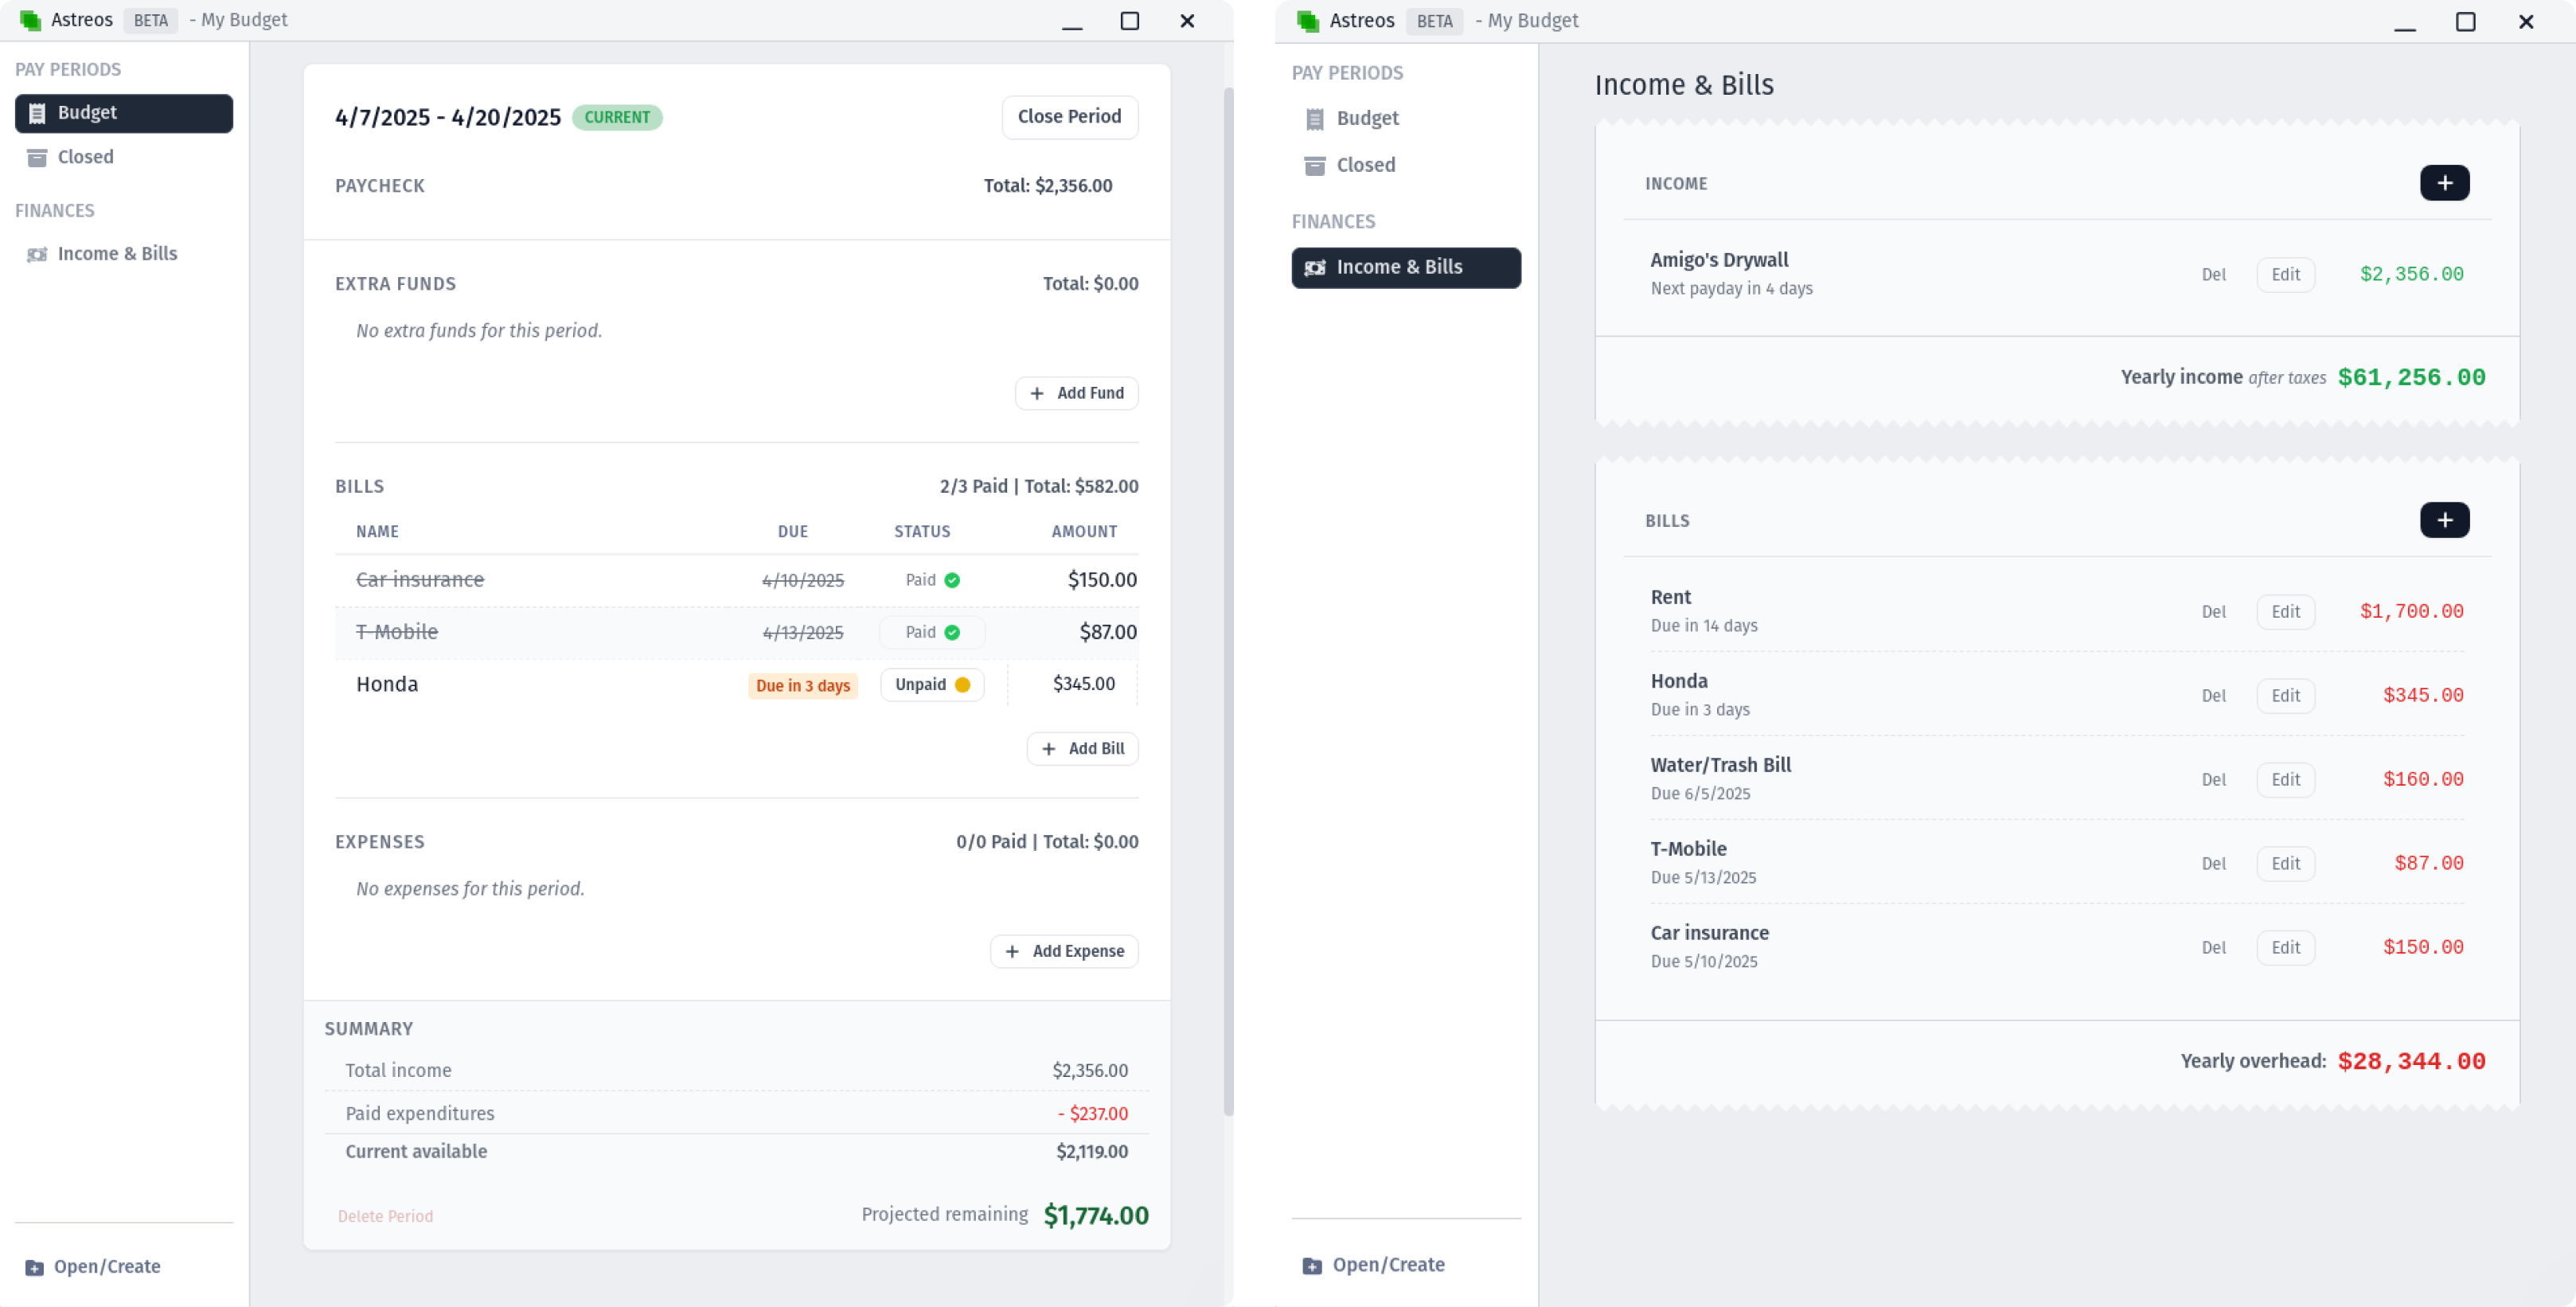 Astreos BETA - My Budget
PAY PERIODS
Budget
Closed
FINANCES
Income & Bills
Open/Create
4/7/2025 - 4/20/2025 CURRENT Close Period
PAYCHECK Total: $2,356.00
EXTRA FUNDS Total: $0.00
No extra funds for this period.
+ Add Fund
BILLS 2/3 Paid | Total: $582.00
NAME DUE STATUS AMOUNT
Car insurance 4/10/2025 Paid $150.00
T-Mobile 4/13/2025 Paid $87.00
Honda Due in 3 days Unpaid $345.00
+ Add Bill
EXPENSES 0/0 Paid | Total: $0.00
No expenses for this period.
+ Add Expense
SUMMARY
Total income $2,356.00
Paid expenditures - $237.00
Current available $2,119.00
Delete Period Projected remaining $1,774.00
Astreos BETA - My Budget
PAY PERIODS
Budget
Closed
FINANCES
Income & Bills
Open/Create
Income & Bills
INCOME +
Amigo's Drywall
Next payday in 4 days
Del Edit $2,356.00
Yearly income after taxes $61,256.00
BILLS +
Rent
Due in 14 days
Del Edit $1,700.00
Honda
Due in 3 days
Del Edit $345.00
Water/Trash Bill
Due 6/5/2025
Del Edit $160.00
T-Mobile
Due 5/13/2025
Del Edit $87.00
Car insurance
Due 5/10/2025
Del Edit $150.00
Yearly overhead: $28,344.00